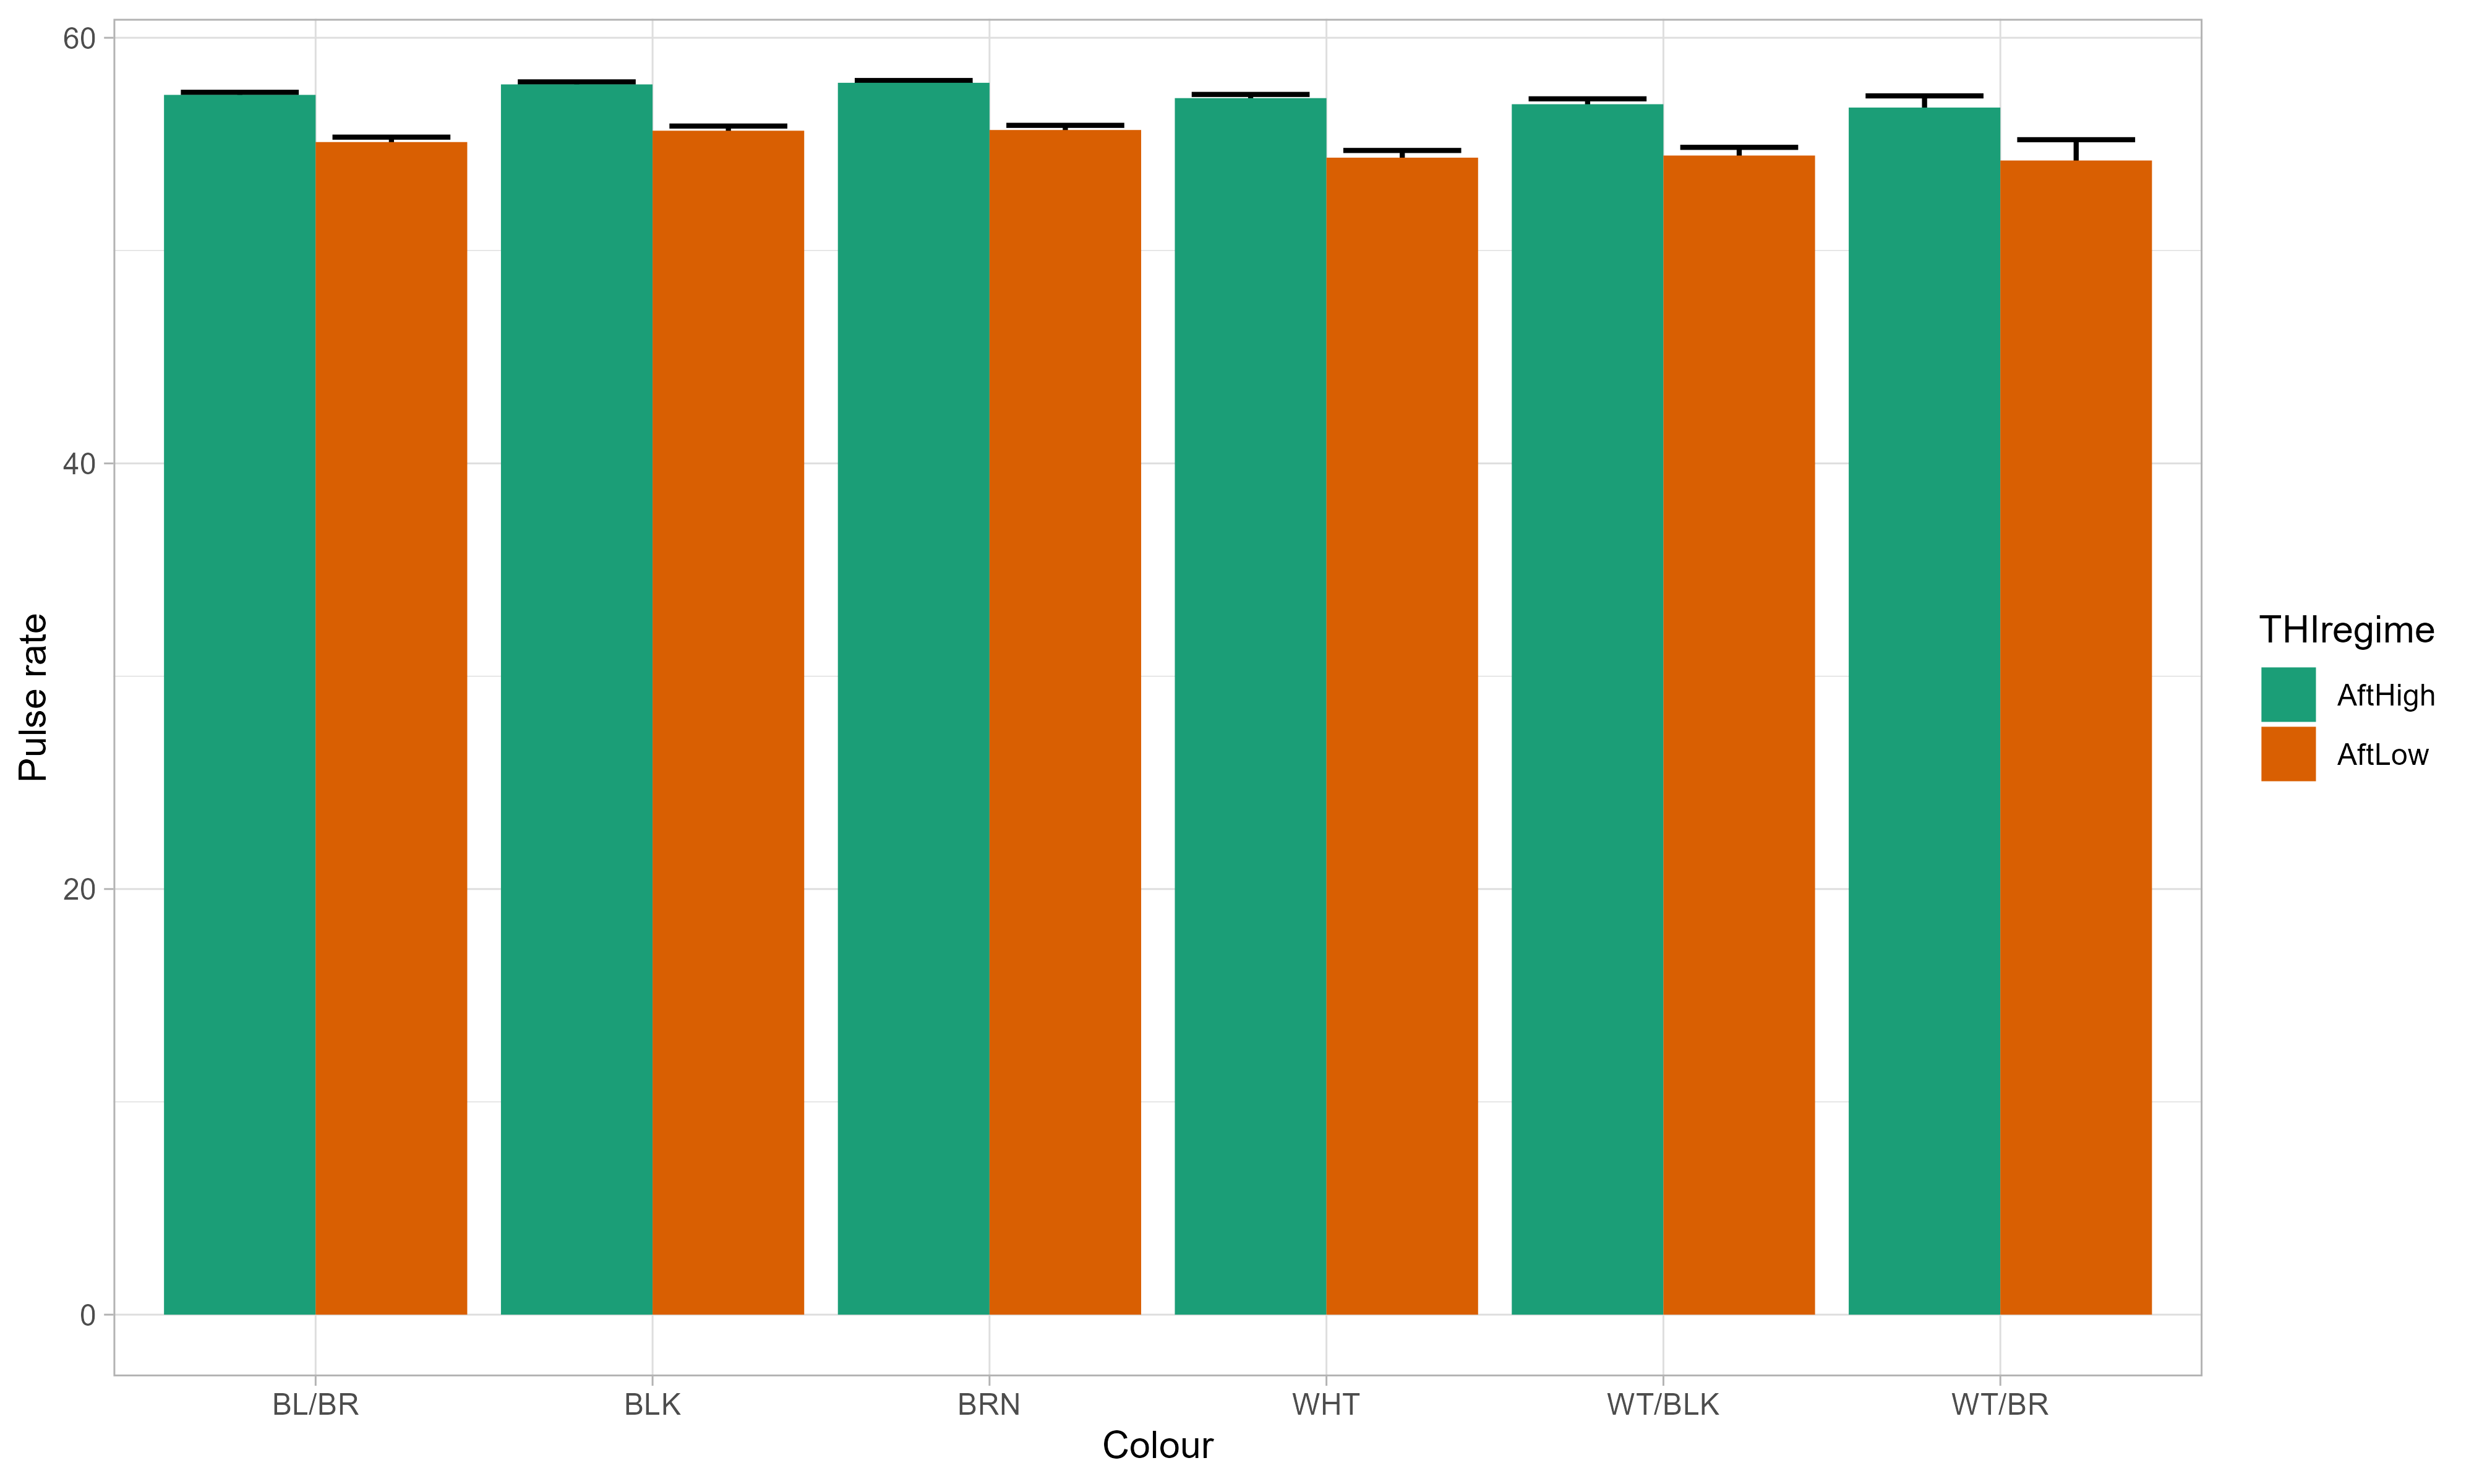 60
40
20
0
Pulse rate
BL/BR BLK BRN WHT WT/BLK WT/BR
Colour
THIregime
AftHigh
AftLow